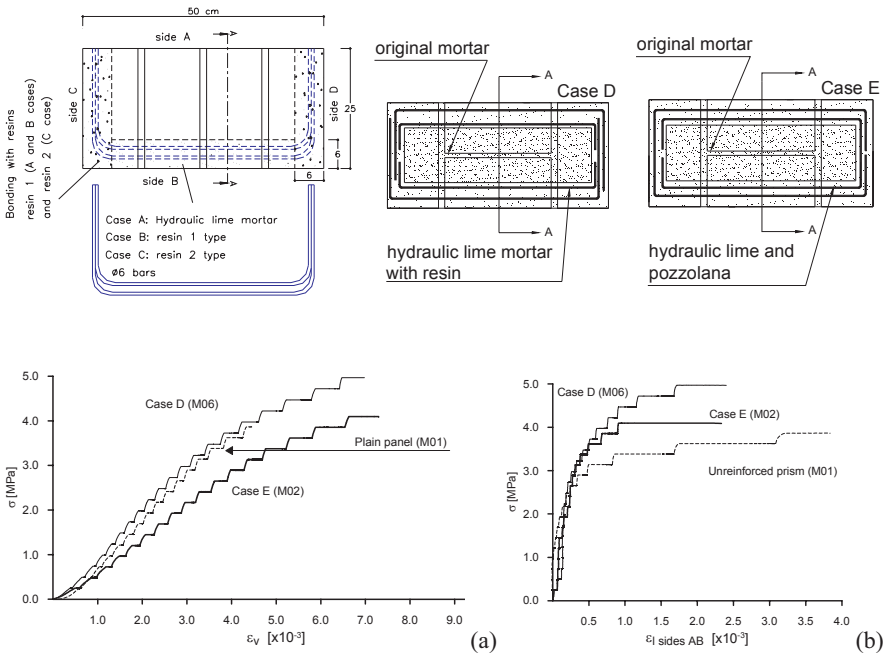 50 cm
side A
A
side C
side D
25
6
side B
A
6
Bonding with resins
resin 1 (A and B cases)
and resin 2 (C case)
Case A: Hydraulic lime mortar
Case B: resin 1 type
Case C: resin 2 type
ø6 bars
original mortar
A
Case D
A
hydraulic lime mortar
with resin
original mortar
A
Case E
A
hydraulic lime and
pozzolana
5.0
4.0
3.0
2.0
1.0
0.0
σ [MPa]
Case D (M06)
Plain panel (M01)
Case E (M02)
1.0 2.0 3.0 4.0 5.0 6.0 7.0 8.0 9.0
εv [x10-3]
(a)
5.0
4.0
3.0
2.0
1.0
0.0
σ [MPa]
Case D (M06)
Case E (M02)
Unreinforced prism (M01)
0.5 1.0 1.5 2.0 2.5 3.0 3.5 4.0
εl sides AB [x10-3]
(b)